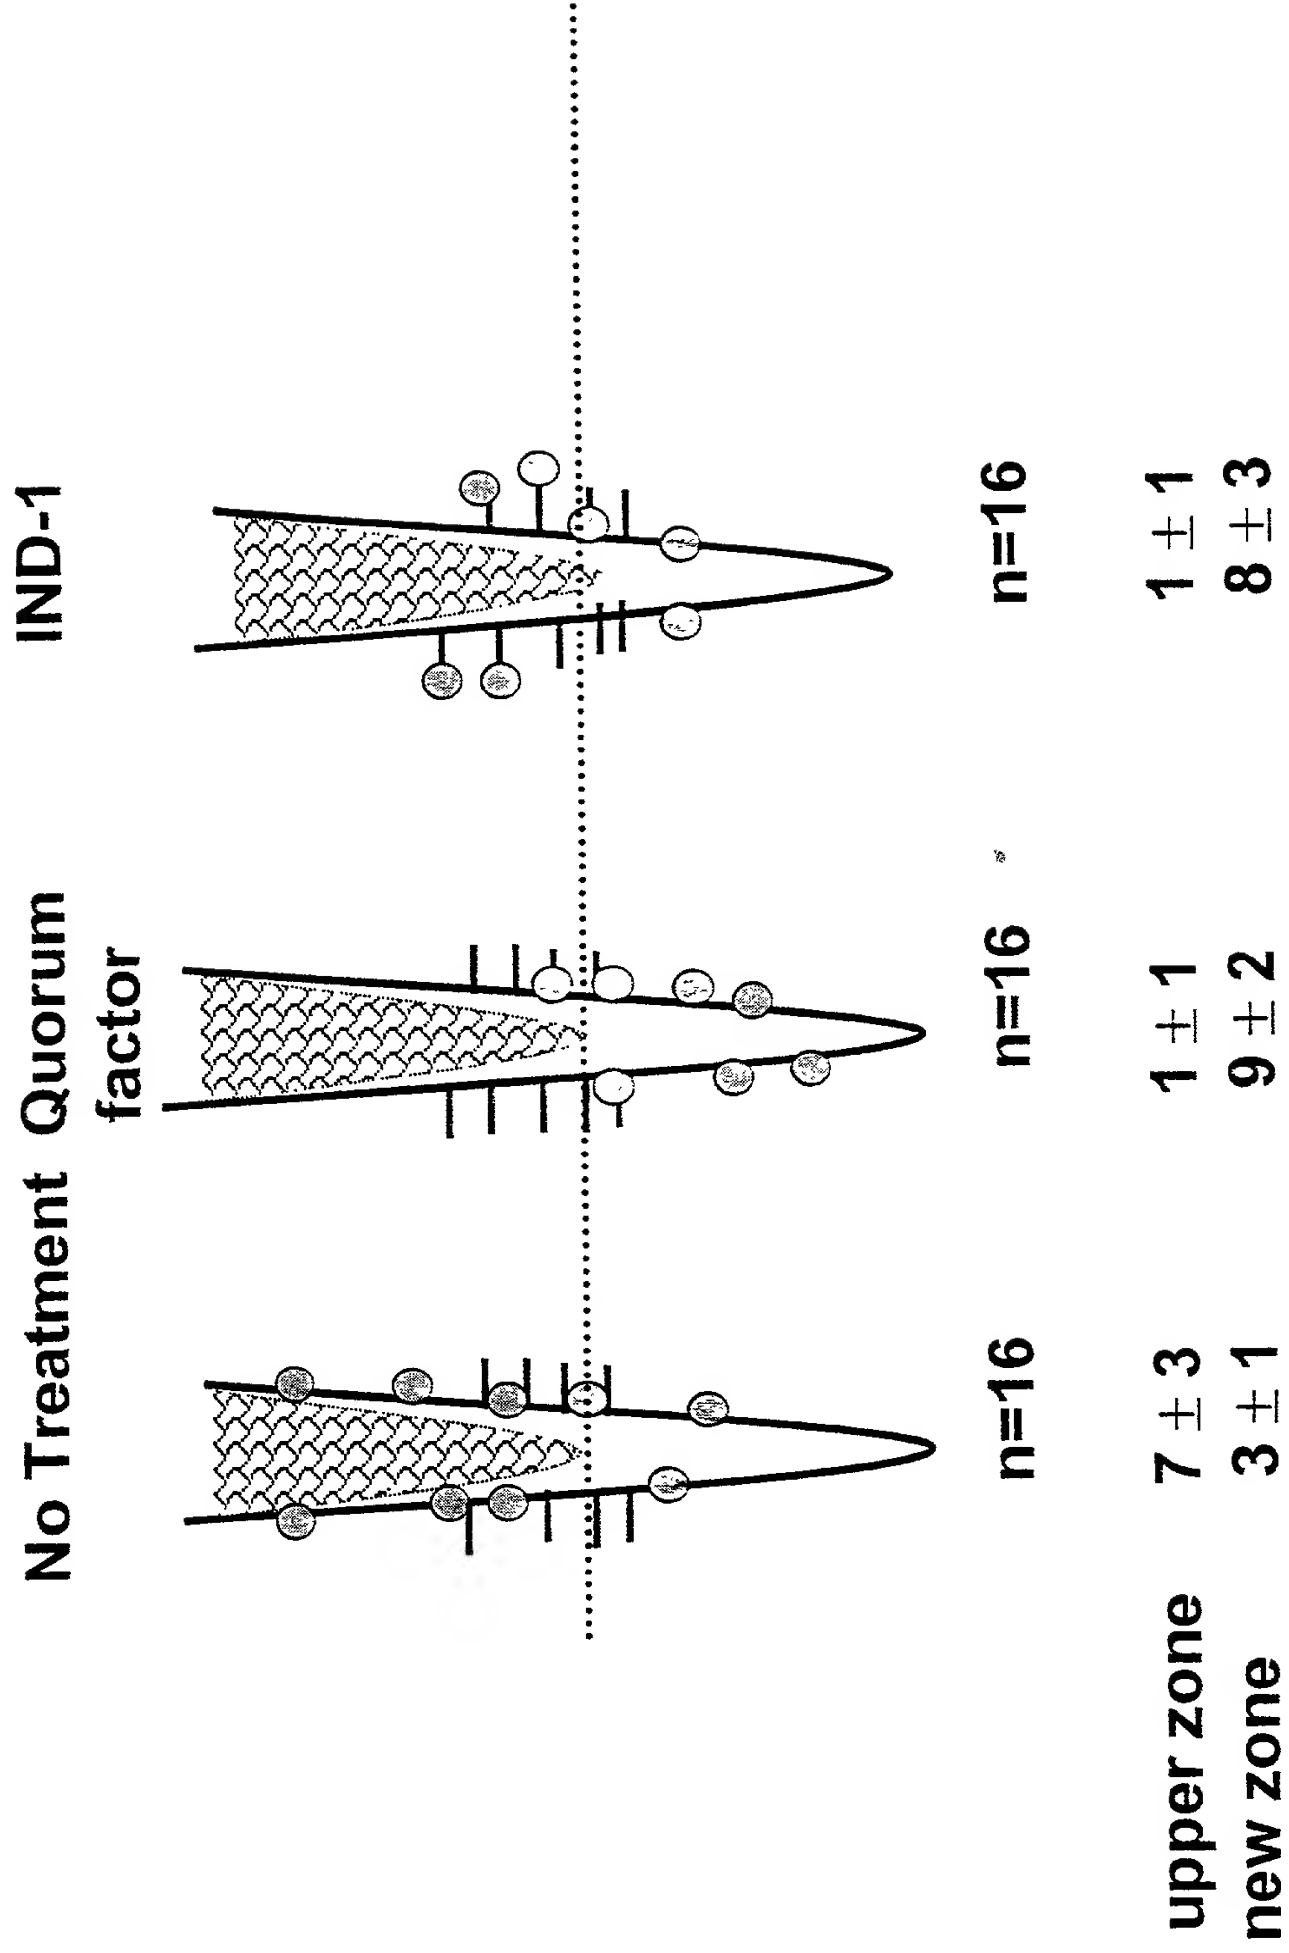 No Treatment Quorum IND-1
factor
n=16 n=16 n=16
upper zone 7 ± 3 1 ± 1 1 ± 1
new zone 3 ± 1 9 ± 2 8 ± 3